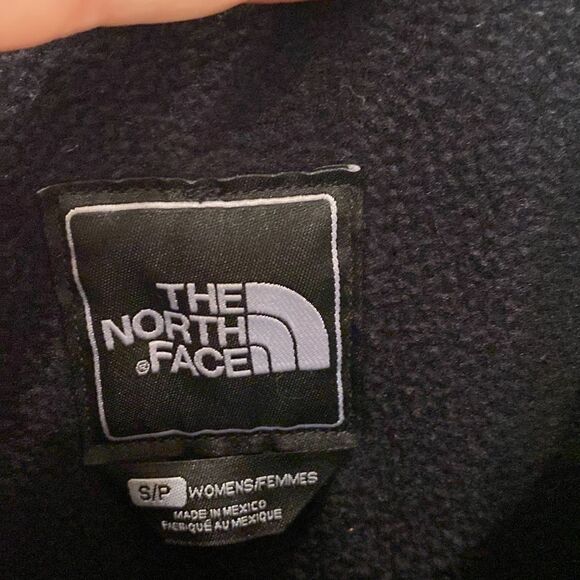 THE
NORTH
®FACE
S/P WOMENS/FEMMES
MADE IN MEXICO
FABRIQUÉ AU MEXIQUE